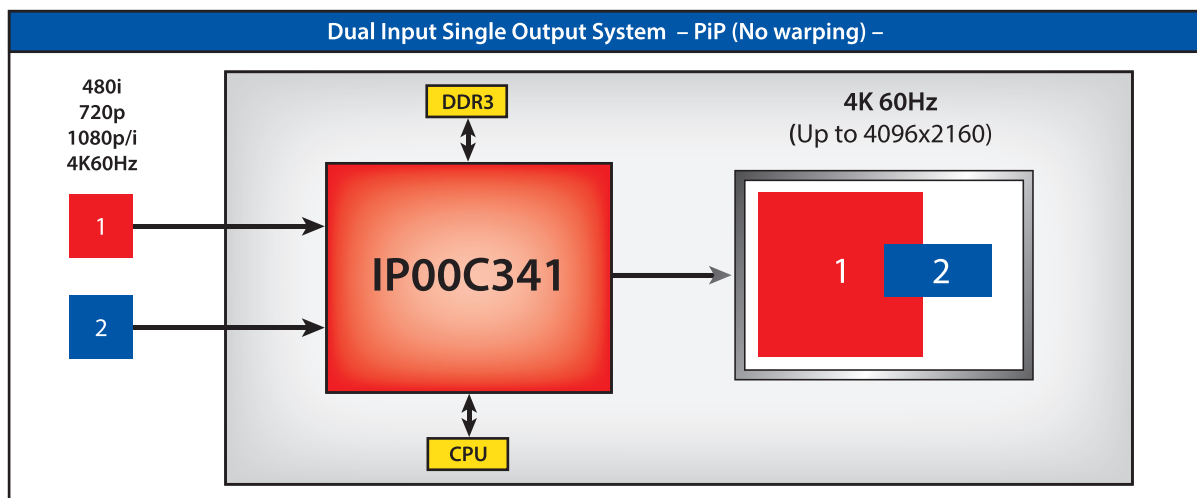 Dual Input Single Output System – PiP (No warping) –
480i
720p
1080p/i
4K60Hz
DDR3
4K 60Hz
(Up to 4096x2160)
1
IP00C341
1
2
2
CPU